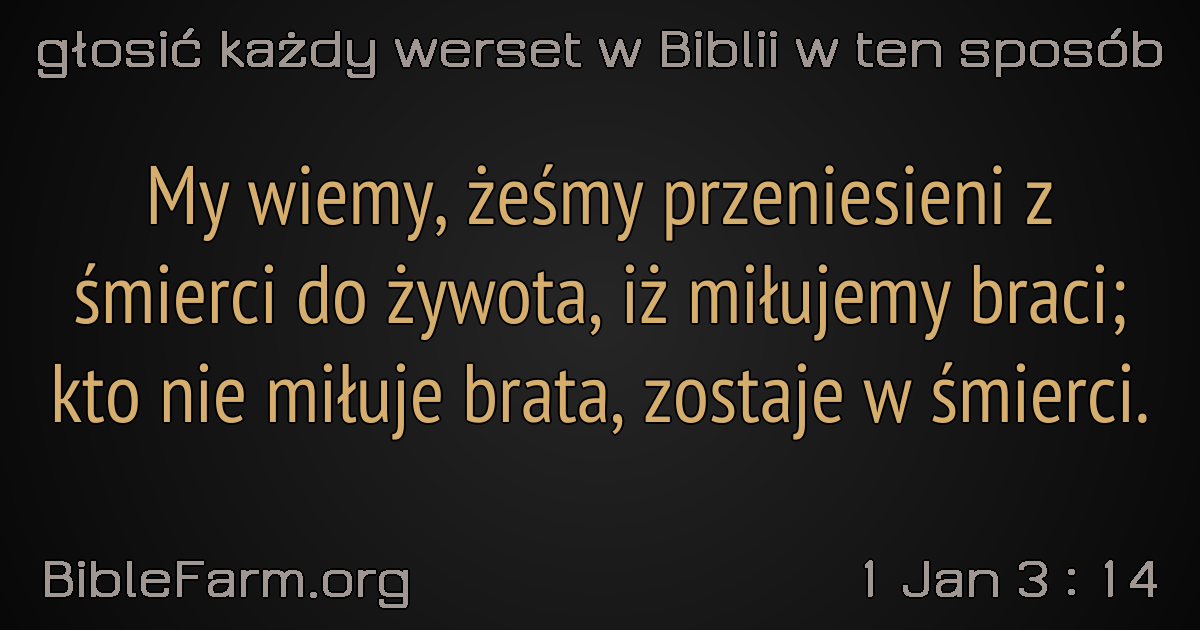 głosić każdy werset w Biblii w ten sposób
My wiemy, żeśmy przeniesieni z
śmierci do żywota, iż miłujemy braci;
kto nie miłuje brata, zostaje w śmierci.
BibleFarm.org
1 Jan 3 : 14